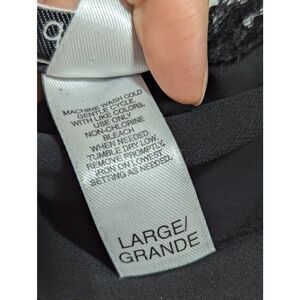 MACHINE WASH COLD
GENTLE CYCLE
WITH LIKE COLORS.
USE ONLY
NON-CHLORINE
BLEACH
WHEN NEEDED.
TUMBLE DRY LOW.
REMOVE PROMPTLY.
IRON ON LOWEST
SETTING AS NEEDED.
LARGE/
GRANDE